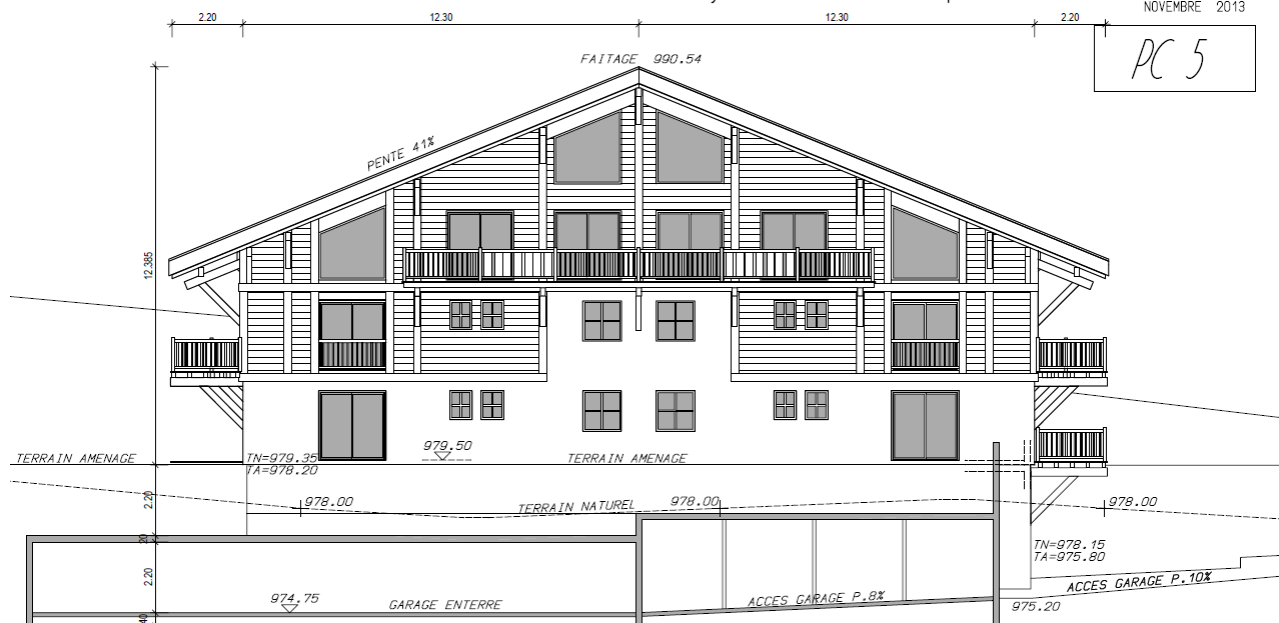 NOVEMBRE 2013
2.20
12.30
12.30
2.20
PC 5
FAITAGE 990.54
PENTE 41%
12.385
979.50
TERRAIN AMENAGE
TN=979.35
TA=978.20
TERRAIN AMENAGE
2.20
978.00
TERRAIN NATUREL
978.00
978.00
20
TN=978.15
TA=975.80
2.20
974.75
GARAGE ENTERRE
ACCES GARAGE P.8%
ACCES GARAGE P.10%
975.20
40